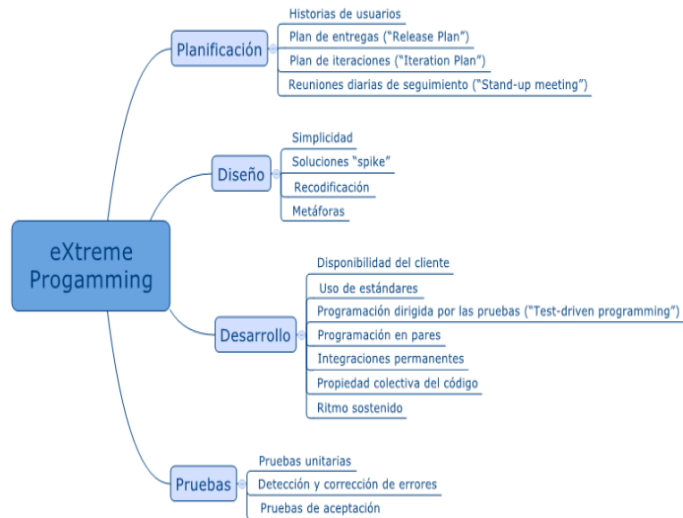 eXtreme
Progamming
Planificación
Historias de usuarios
Plan de entregas (“Release Plan”)
Plan de iteraciones (“Iteration Plan”)
Reuniones diarias de seguimiento (“Stand-up meeting”)
Diseño
Simplicidad
Soluciones “spike”
Recodificación
Metáforas
Desarrollo
Disponibilidad del cliente
Uso de estándares
Programación dirigida por las pruebas (“Test-driven programming”)
Programación en pares
Integraciones permanentes
Propiedad colectiva del código
Ritmo sostenido
Pruebas
Pruebas unitarias
Detección y corrección de errores
Pruebas de aceptación